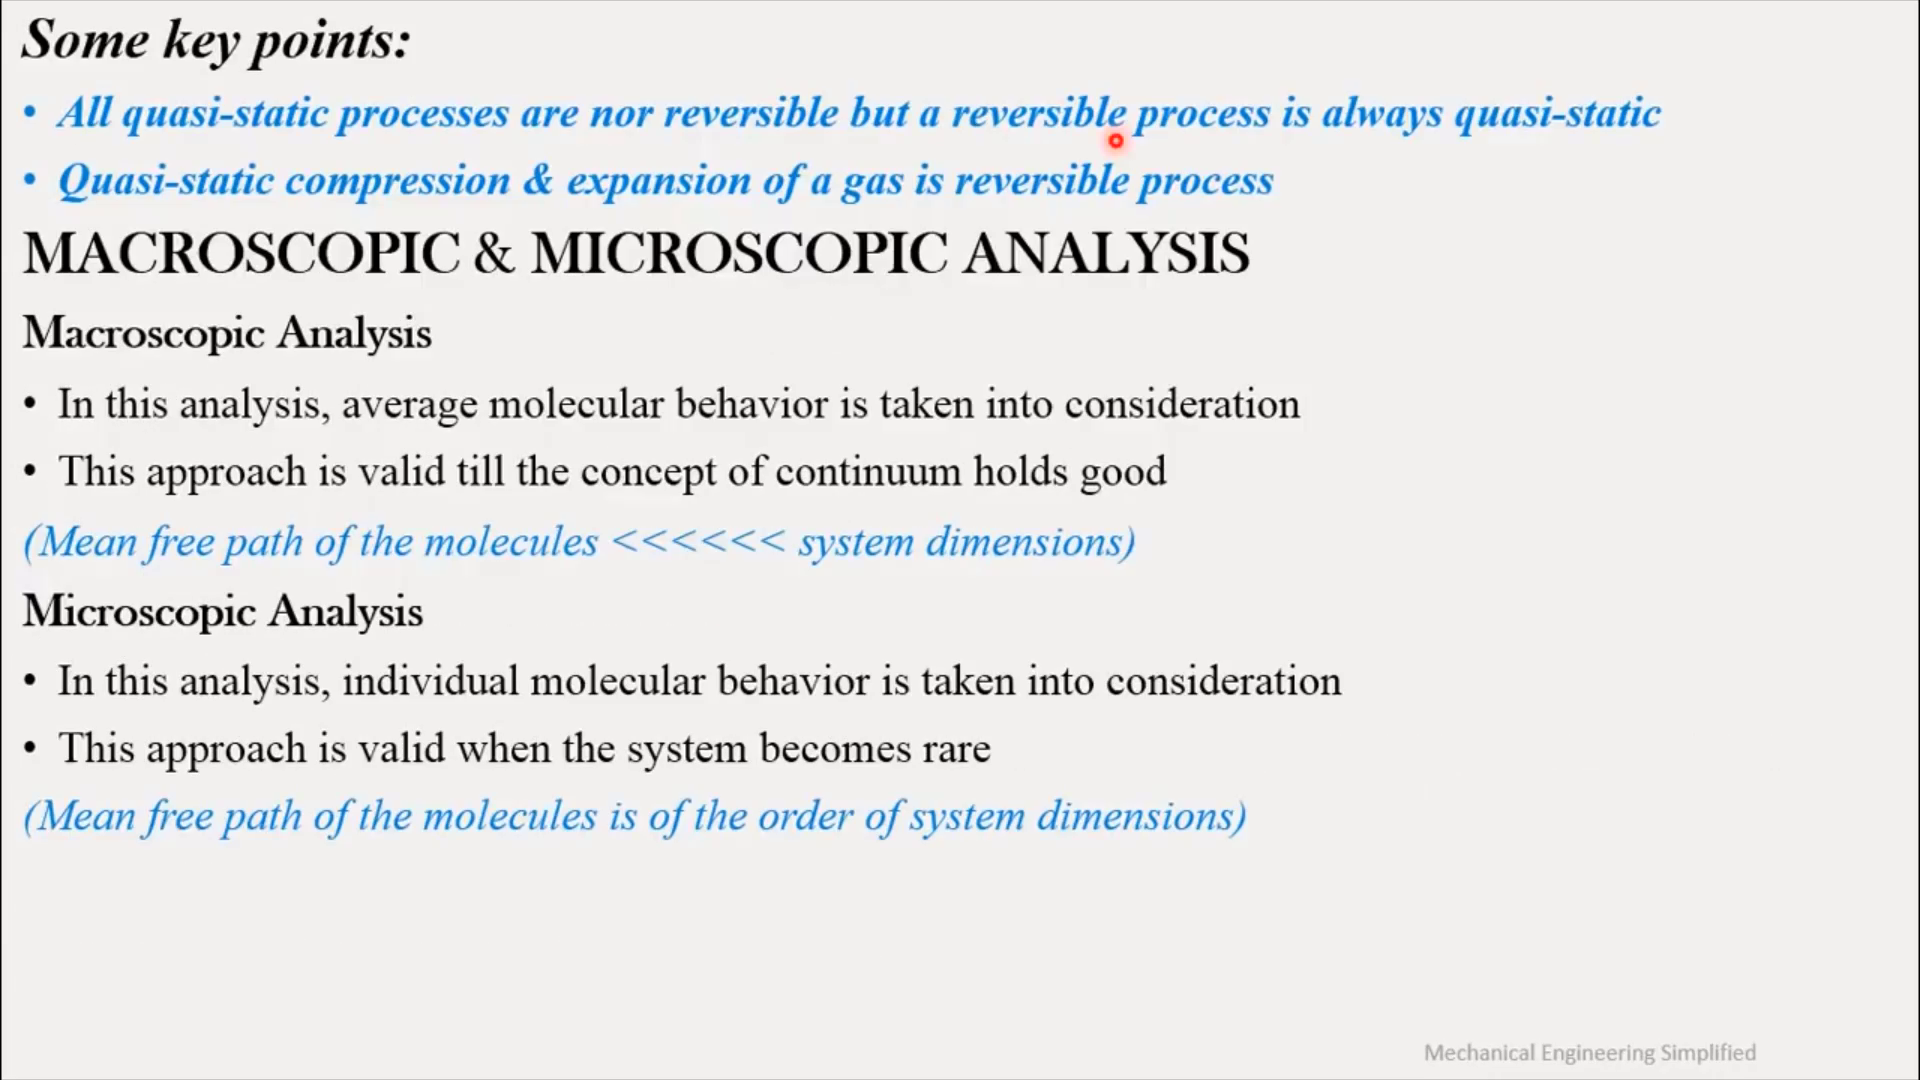 Some key points:
• All quasi-static processes are nor reversible but a reversible process is always quasi-static
• Quasi-static compression & expansion of a gas is reversible process
MACROSCOPIC & MICROSCOPIC ANALYSIS
Macroscopic Analysis
• In this analysis, average molecular behavior is taken into consideration
• This approach is valid till the concept of continuum holds good
(Mean free path of the molecules <<<<<< system dimensions)
Microscopic Analysis
• In this analysis, individual molecular behavior is taken into consideration
• This approach is valid when the system becomes rare
(Mean free path of the molecules is of the order of system dimensions)
Mechanical Engineering Simplified